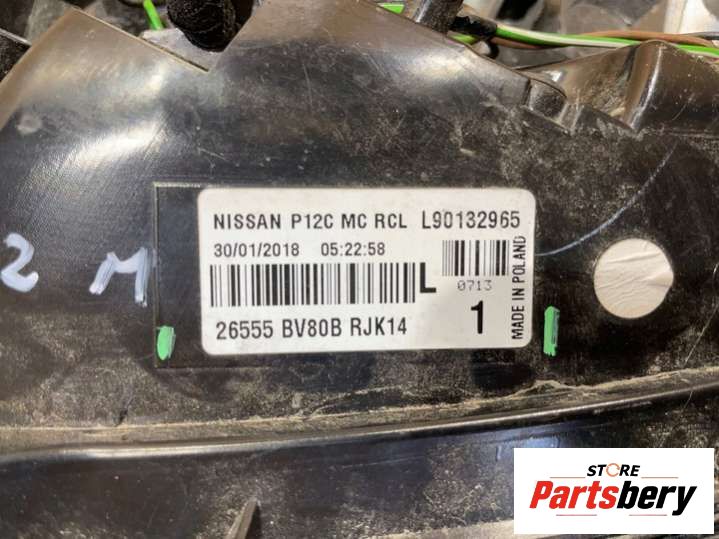 2 M
NISSAN P12C MC RCL L90132965
30/01/2018 05:22:58
L
0713
26555 BV80B RJK14
1
MADE IN POLAND
STORE
Partsbery